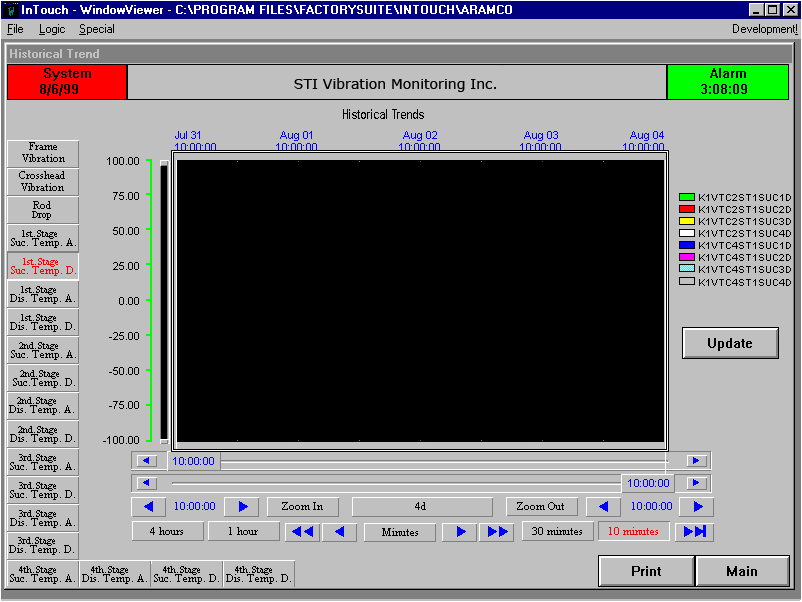 InTouch - WindowViewer - C:\PROGRAM FILES\FACTORYSUITE\INTOUCH\ARAMCO
File Logic Special Development!
Historical Trend
System
8/6/99
STI Vibration Monitoring Inc.
Alarm
3:08:09
Historical Trends
Jul 31 Aug 01 Aug 02 Aug 03 Aug 04
10:00:00 10:00:00 10:00:00 10:00:00 10:00:00
Frame
Vibration
Crosshead
Vibration
Rod
Drop
1st.Stage
Suc. Temp. A.
1st.Stage
Suc. Temp. D.
1st.Stage
Dis. Temp. A.
1st.Stage
Dis. Temp. D.
2nd.Stage
Suc. Temp. A.
2nd.Stage
Suc.Temp. D.
2nd.Stage
Dis. Temp. A.
2nd.Stage
Dis. Temp. D.
3rd.Stage
Suc. Temp. A.
3rd.Stage
Suc. Temp. D.
3rd.Stage
Dis. Temp. A.
3rd.Stage
Dis. Temp. D.
4th.Stage
Suc. Temp. A.
4th.Stage
Dis. Temp. A.
4th.Stage
Suc. Temp. D.
4th.Stage
Dis. Temp. D.
100.00
75.00
50.00
25.00
0.00
-25.00
-50.00
-75.00
-100.00
K1VTC2ST1SUC1D
K1VTC2ST1SUC2D
K1VTC2ST1SUC3D
K1VTC2ST1SUC4D
K1VTC4ST1SUC1D
K1VTC4ST1SUC2D
K1VTC4ST1SUC3D
K1VTC4ST1SUC4D
Update
10:00:00
10:00:00
10:00:00 Zoom In 4d Zoom Out 10:00:00
4 hours 1 hour Minutes 30 minutes 10 minutes
Print Main